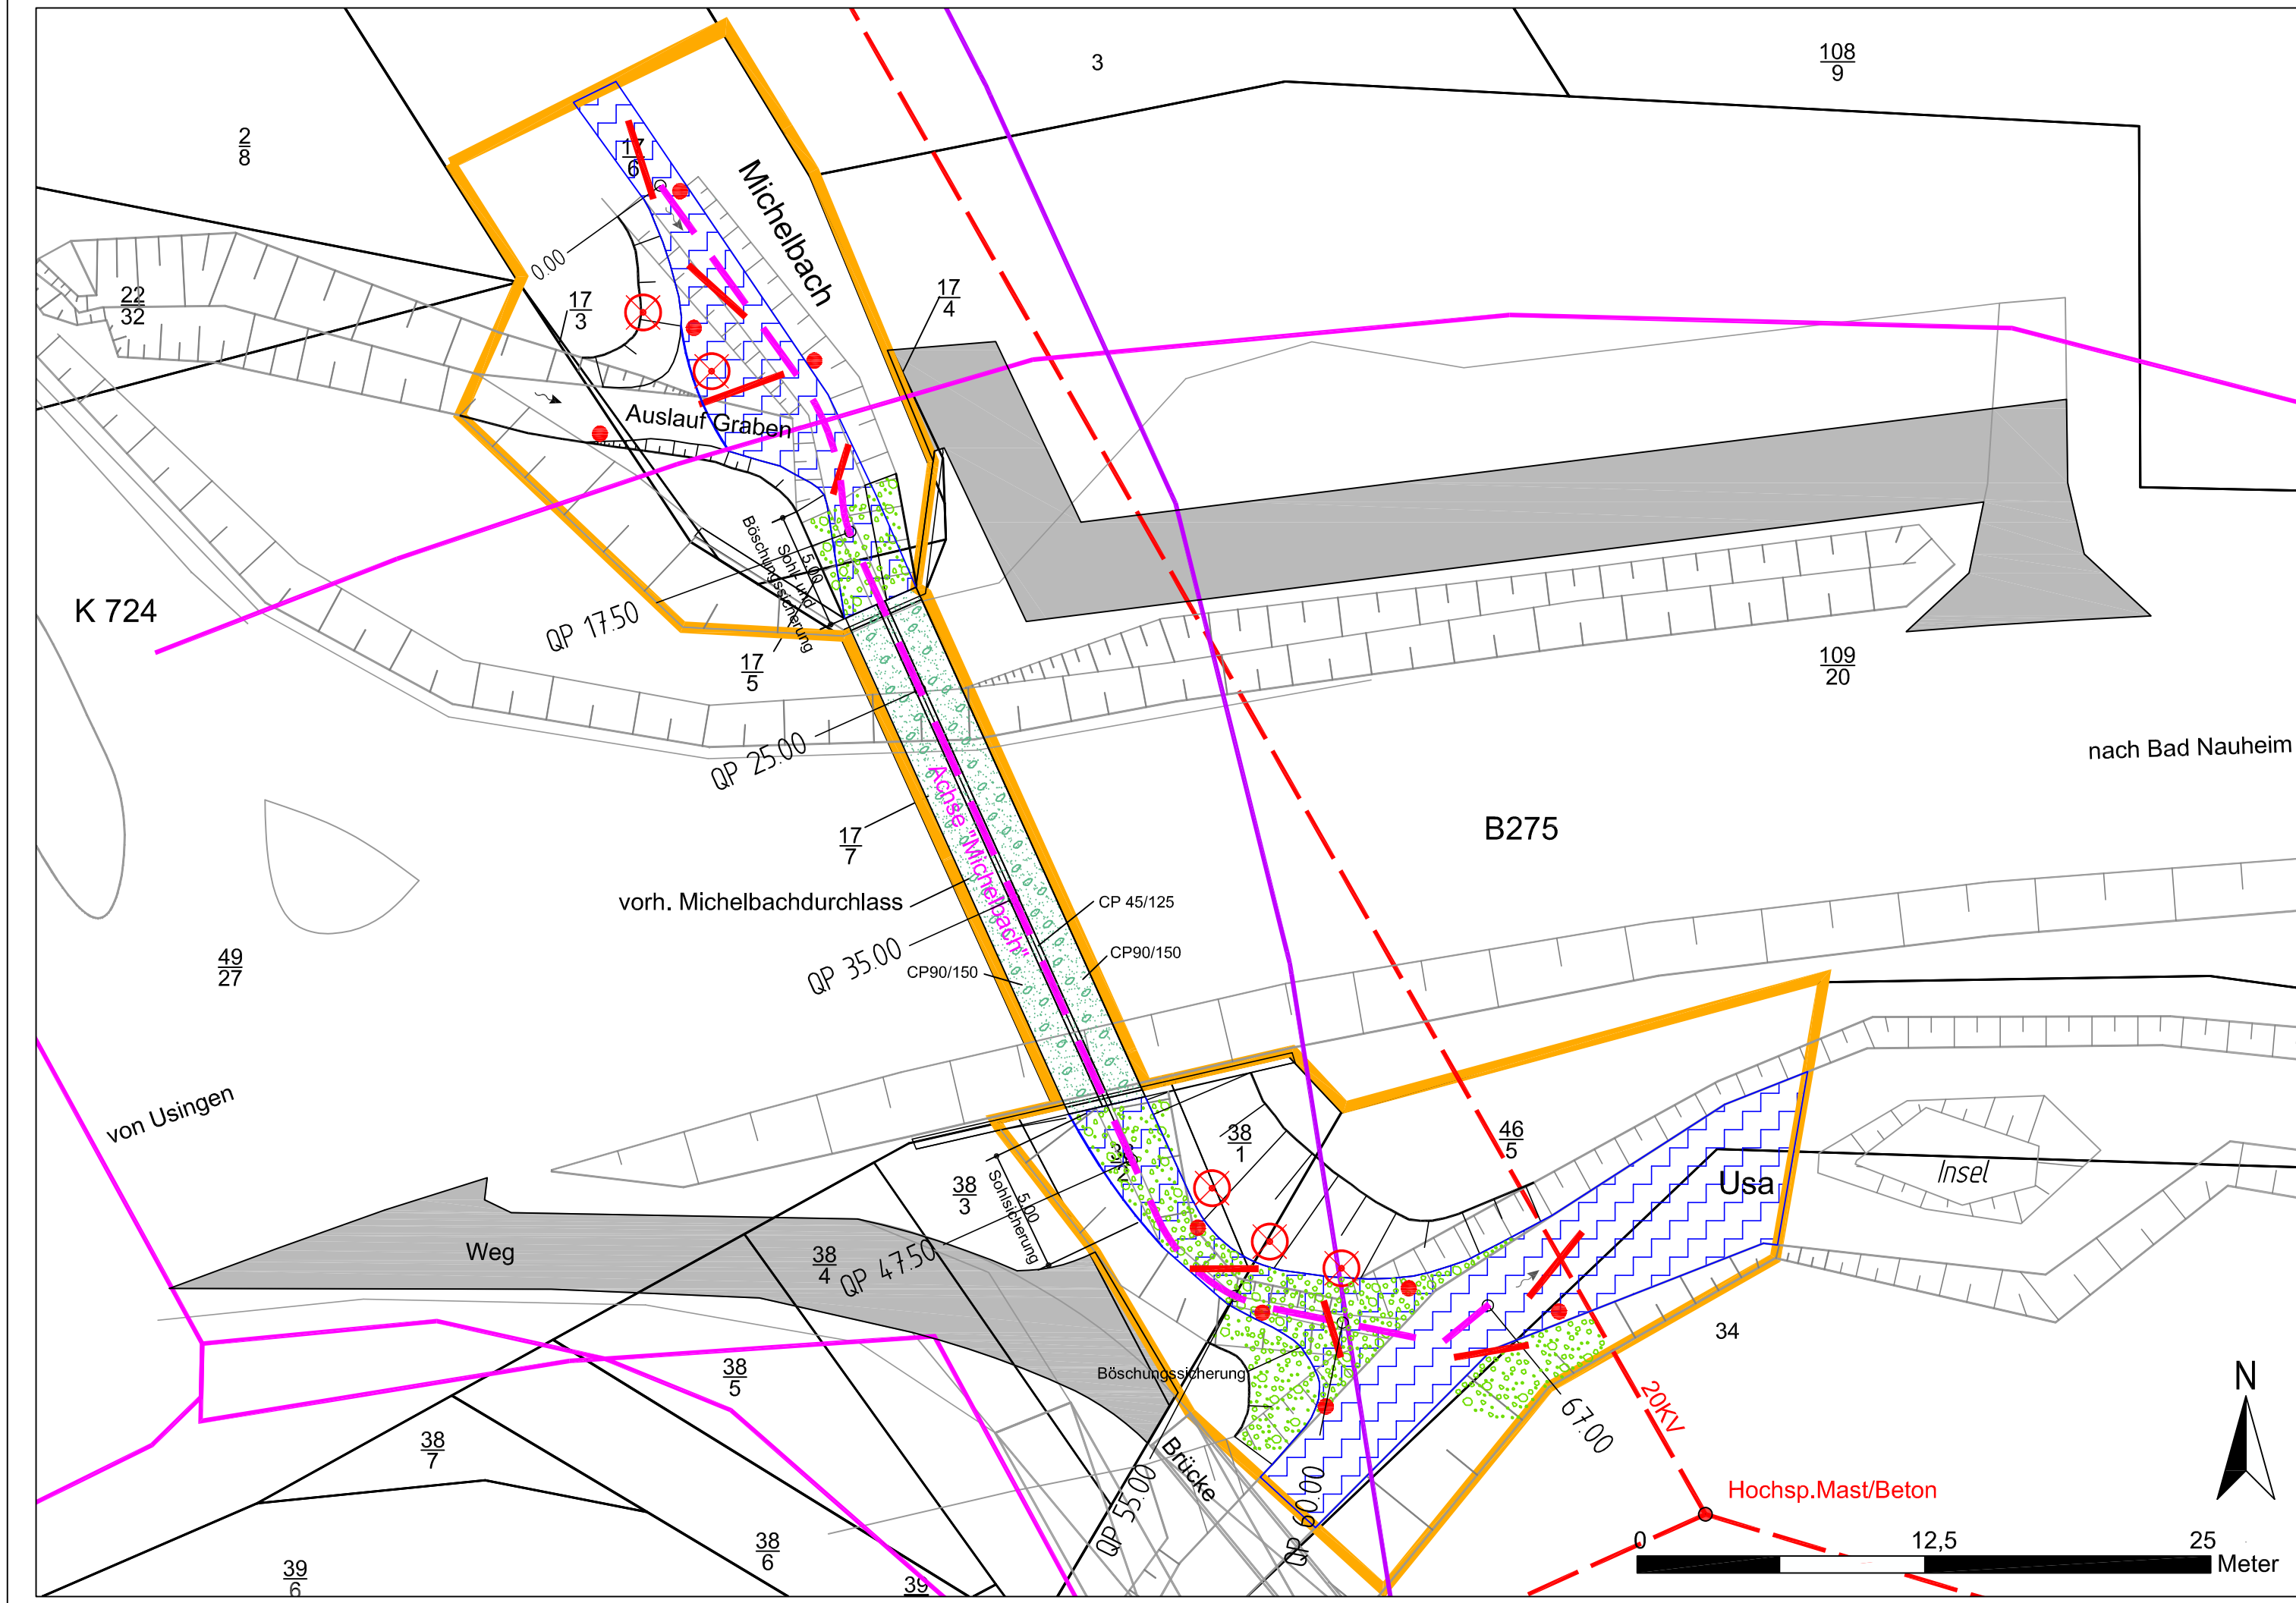 3
108
9
2
8
17
6
Michelbach
0.00
22
32
17
3
17
4
Auslauf Graben
5.00
Sohl- und
Böschungssicherung
K 724
QP 17.50
17
5
109
20
QP 25.00
nach Bad Nauheim
Achse "Michelbach"
B275
17
7
vorh. Michelbachdurchlass
CP 45/125
49
27
QP 35.00
CP90/150
CP90/150
von Usingen
38
1
46
5
Insel
Usa
38
3
5.00
Sohlsicherung
Weg
38
4
QP 47.50
34
38
5
Böschungssicherung
20KV
67.00
N
38
7
Brücke
QP 55.00
QP 60.00
Hochsp.Mast/Beton
38
6
0
12,5
25
Meter
39
6
39